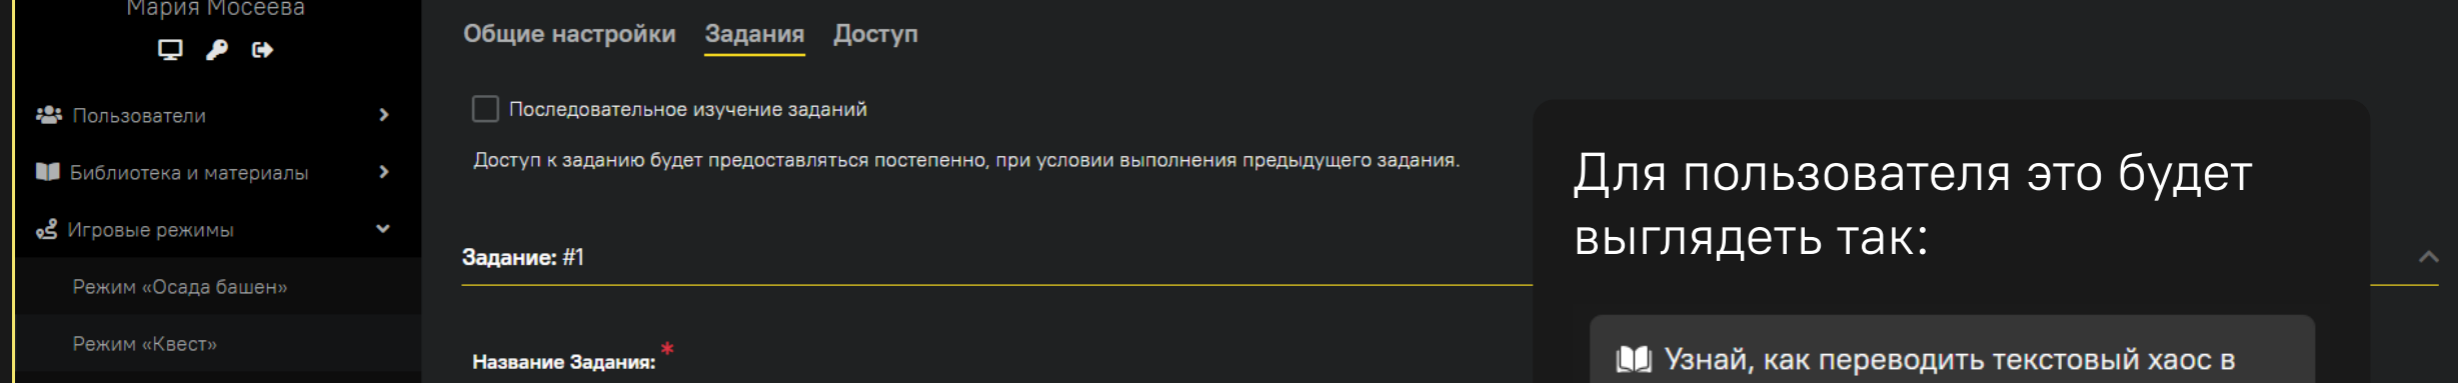 Мария Мосеева
Пользователи
Библиотека и материалы
Игровые режимы
Режим «Осада башен»
Режим «Квест»
Общие настройки Задания Доступ
Последовательное изучение заданий
Доступ к заданию будет предоставляться постепенно, при условии выполнения предыдущего задания.
Задание: #1
Название Задания: *
Для пользователя это будет
выглядеть так:
Узнай, как переводить текстовый хаос в